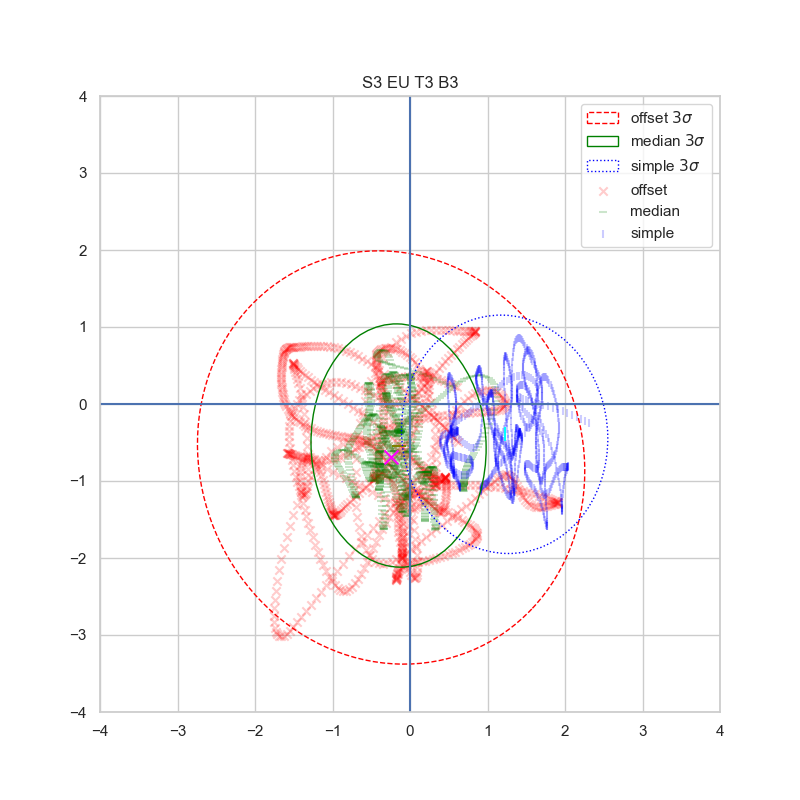 S3 EU T3 B3
offset 3σ
median 3σ
simple 3σ
offset
median
simple
4
3
2
1
0
−1
−2
−3
−4
−4 −3 −2 −1 0 1 2 3 4